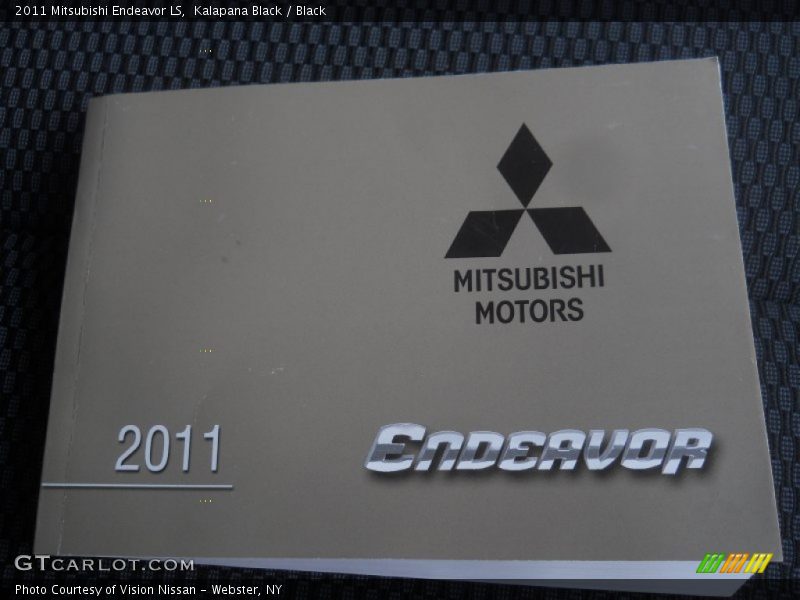 2011 Mitsubishi Endeavor LS, Kalapana Black / Black
MITSUBISHI
MOTORS
2011
ENDEAVOR
GTCARLOT.COM
Photo Courtesy of Vision Nissan - Webster, NY